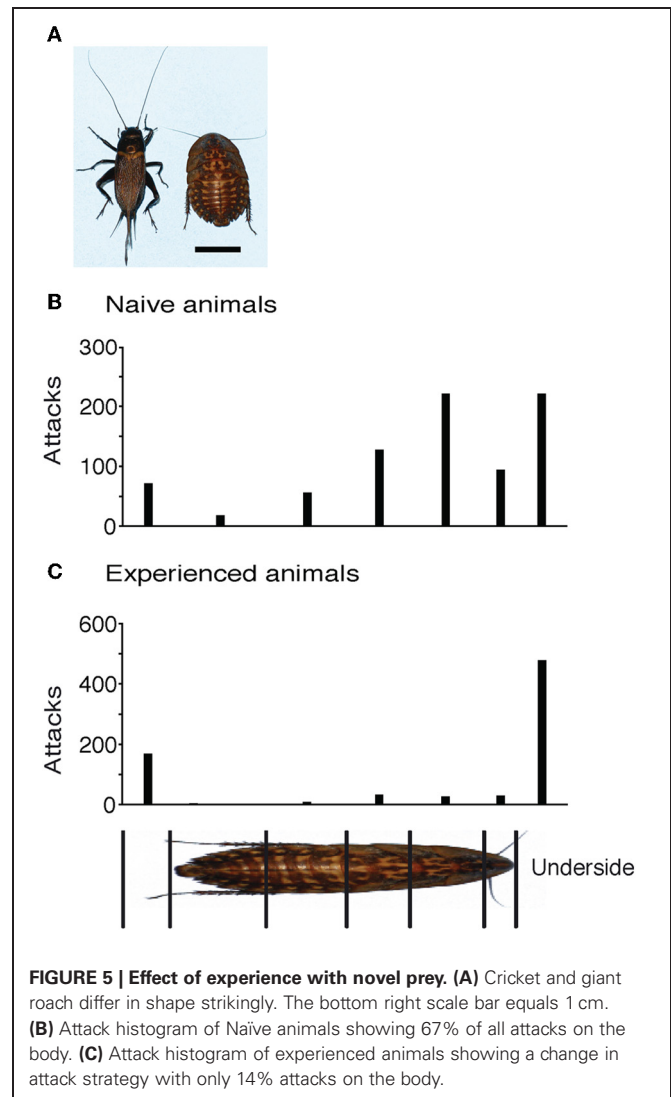 A
B Naive animals
300
200
100
0
Attacks
C Experienced animals
600
400
200
0
Attacks
Underside
FIGURE 5 | Effect of experience with novel prey. (A) Cricket and giant
roach differ in shape strikingly. The bottom right scale bar equals 1 cm.
(B) Attack histogram of Naïve animals showing 67% of all attacks on the
body. (C) Attack histogram of experienced animals showing a change in
attack strategy with only 14% attacks on the body.